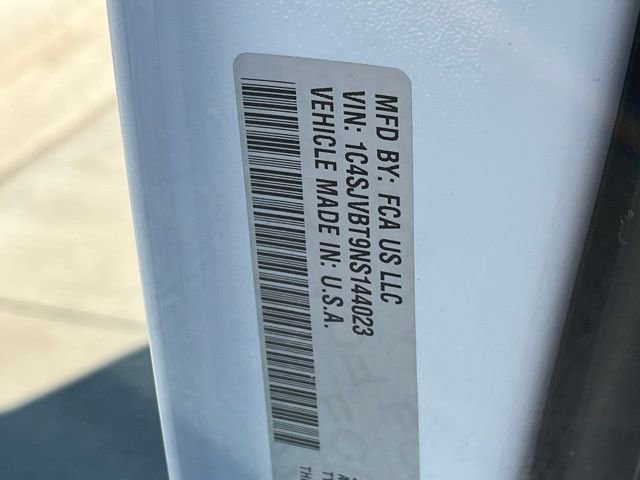 MFD BY: FCA US LLC
VIN: 1C4SJVBT9NS144023
VEHICLE MADE IN: U.S.A.